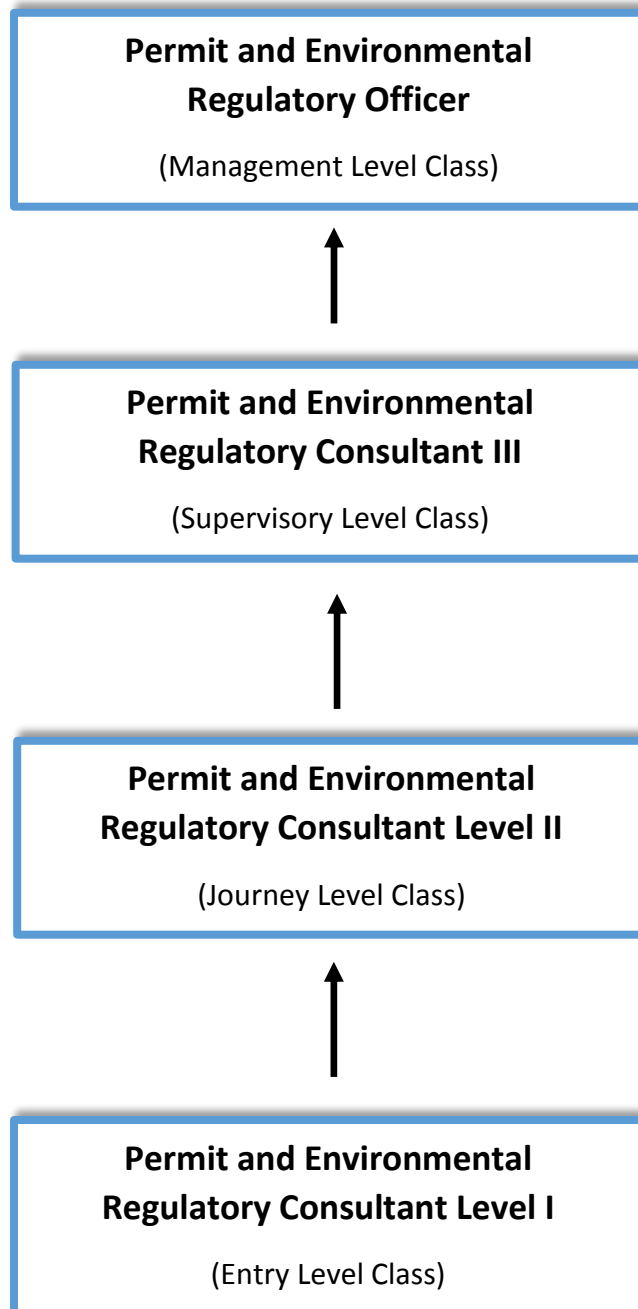 Permit and Environmental
Regulatory Officer
(Management Level Class)
Permit and Environmental
Regulatory Consultant III
(Supervisory Level Class)
Permit and Environmental
Regulatory Consultant Level II
(Journey Level Class)
Permit and Environmental
Regulatory Consultant Level I
(Entry Level Class)